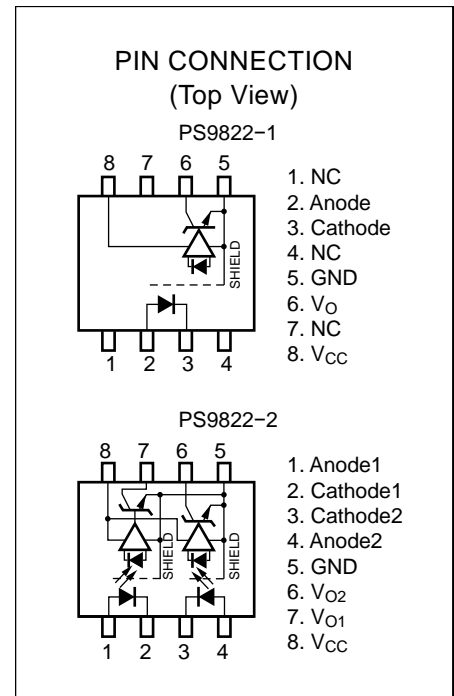 PIN CONNECTION
(Top View)
PS9822−1
8 7 6 5
SHIELD
1 2 3 4
1. NC
2. Anode
3. Cathode
4. NC
5. GND
6. VO
7. NC
8. VCC
PS9822−2
8 7 6 5
SHIELD
SHIELD
1 2 3 4
1. Anode1
2. Cathode1
3. Cathode2
4. Anode2
5. GND
6. VO2
7. VO1
8. VCC